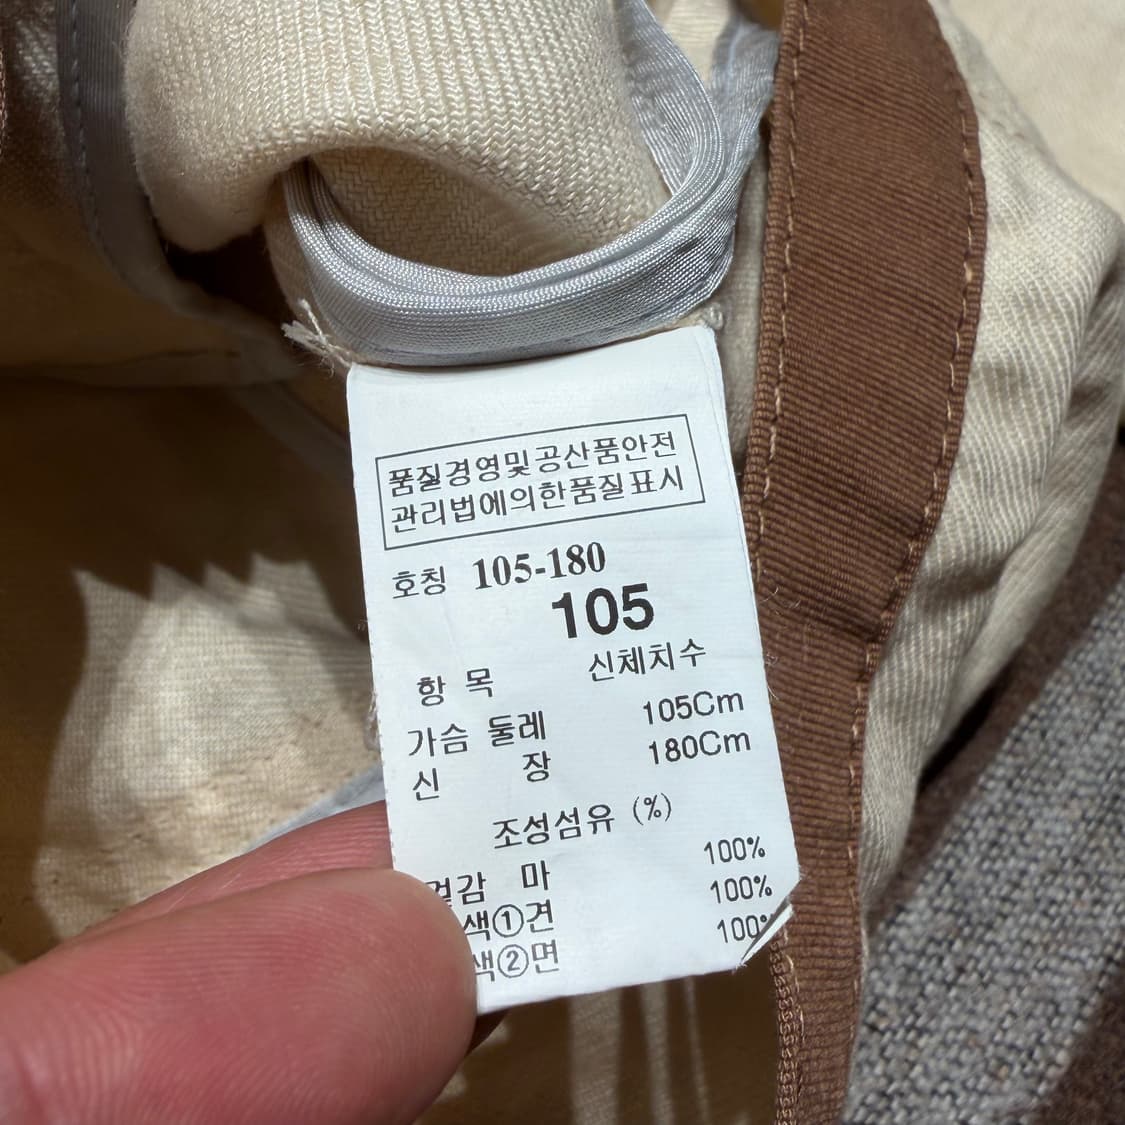 품질경영및공산품안전
관리법에의한품질표시
호칭 105-180
105
항 목 신체치수
가슴 둘레 105Cm
신 장 180Cm
조성섬유 (%)
겉감 마 100%
색①견 100%
색②면 100%